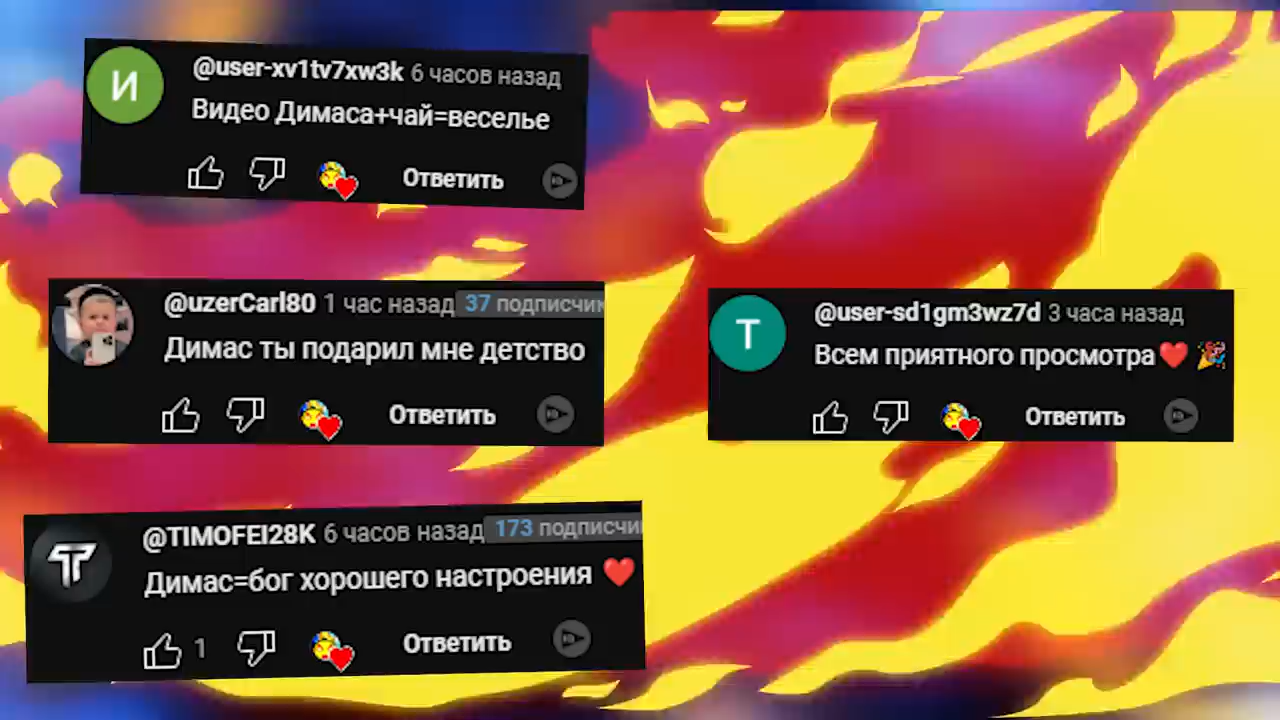 И
@user-xv1tv7xw3k 6 часов назад
Видео Димаса+чай=веселье
Ответить
@uzerCarl80 1 час назад 37 подписчик
Димас ты подарил мне детство
Ответить
@TIMOFEI28K 6 часов назад 173 подписчи
Димас=бог хорошего настроения ❤️
1
Ответить
T
@user-sd1gm3wz7d 3 часа назад
Всем приятного просмотра❤️ 🎉
Ответить